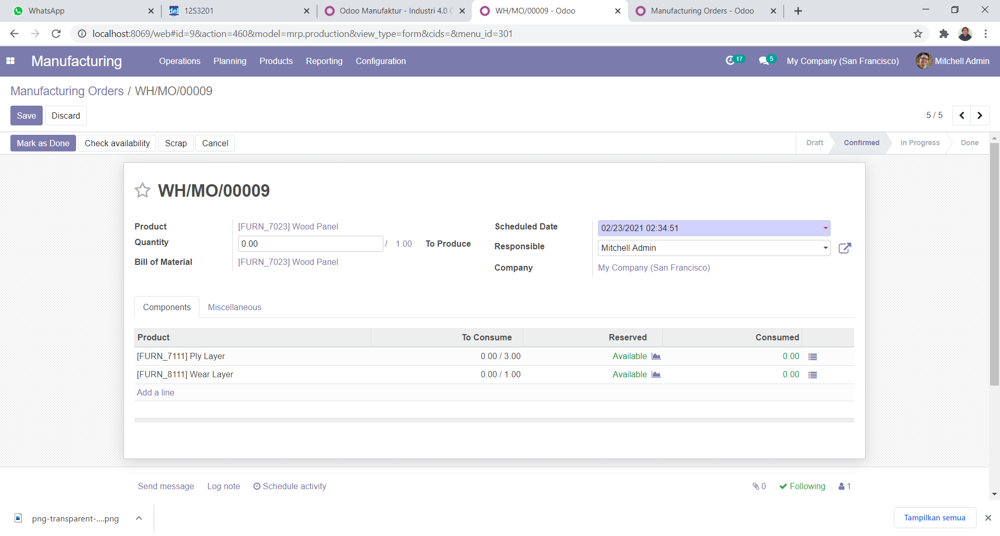 WhatsApp
del 12S3201
Odoo Manufaktur - Industri 4.0
WH/MO/00009 - Odoo
Manufacturing Orders - Odoo
localhost:8069/web#id=9&action=460&model=mrp.production&view_type=form&cids=&menu_id=301
Manufacturing Operations Planning Products Reporting Configuration 17 5 My Company (San Francisco) Mitchell Admin
Manufacturing Orders / WH/MO/00009
Save Discard 5 / 5
Mark as Done Check availability Scrap Cancel Draft Confirmed In Progress Done
WH/MO/00009
Product [FURN_7023] Wood Panel
Quantity 0.00 / 1.00 To Produce
Bill of Material [FURN_7023] Wood Panel
Scheduled Date 02/23/2021 02:34:51
Responsible Mitchell Admin
Company My Company (San Francisco)
Components Miscellaneous
Product To Consume Reserved Consumed
[FURN_7111] Ply Layer 0.00 / 3.00 Available 0.00
[FURN_8111] Wear Layer 0.00 / 1.00 Available 0.00
Add a line
Send message Log note Schedule activity 0 Following 1
png-transparent-....png Tampilkan semua